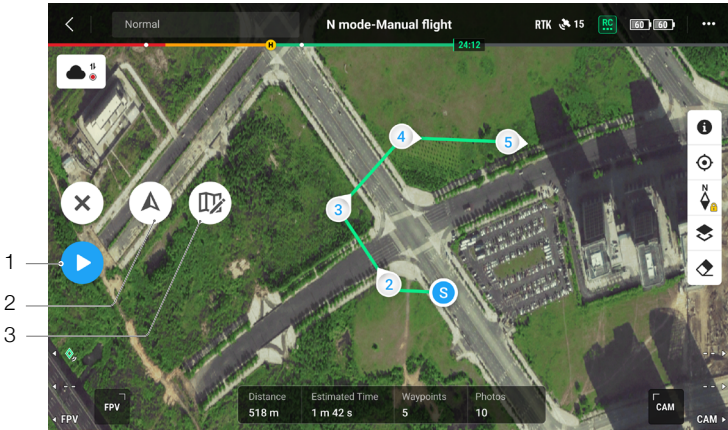 Normal
N mode-Manual flight
RTK 15 RC 60 60
H
24:12
N
4
5
3
2
S
1
2
3
Distance Estimated Time Waypoints Photos
518 m 1 m 42 s 5 10
FPV
FPV
CAM
CAM